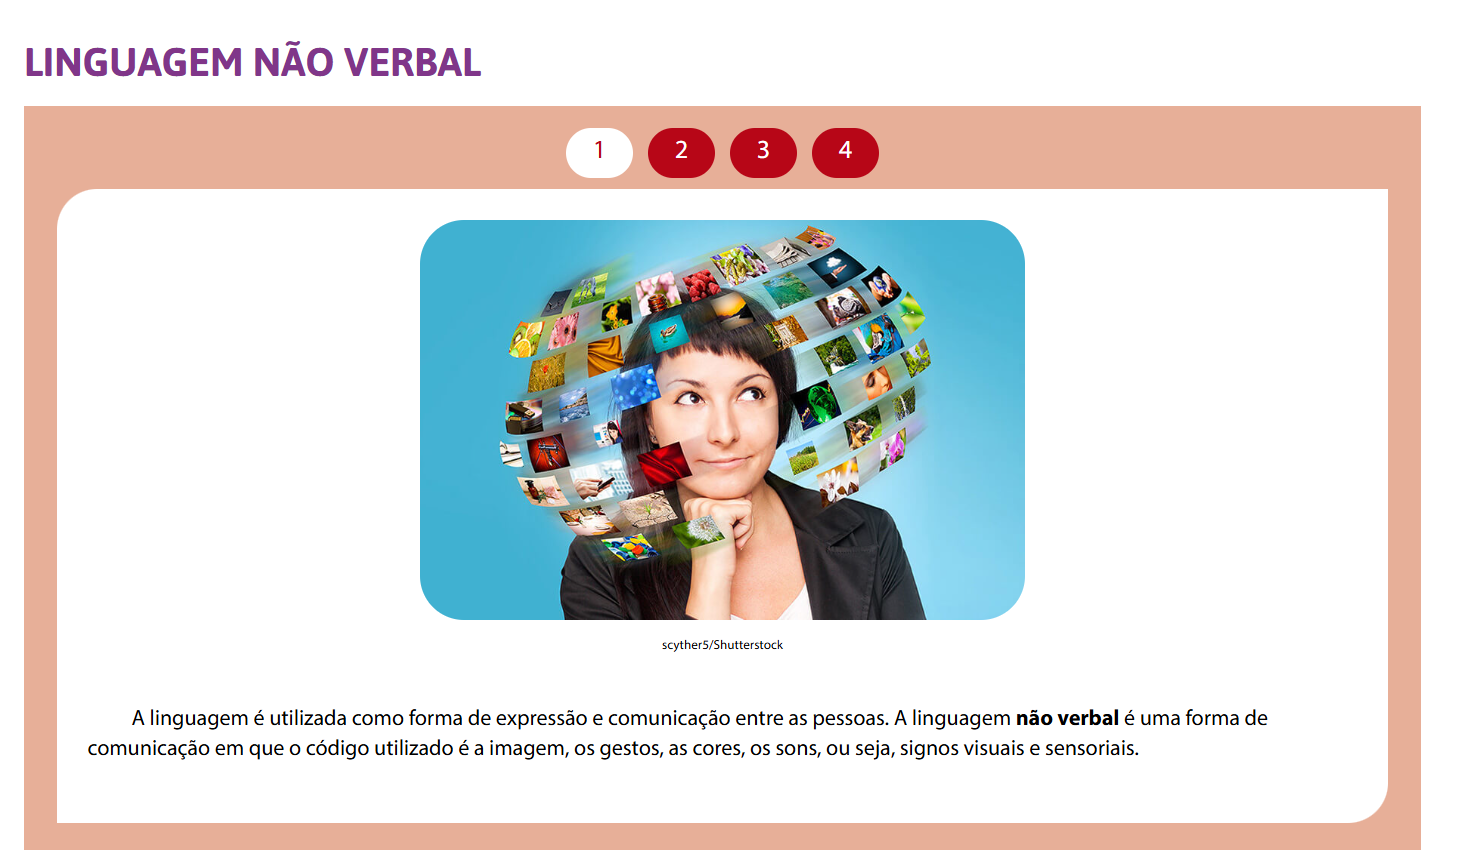 LINGUAGEM NÃO VERBAL
1 2 3 4
scyther5/Shutterstock
A linguagem é utilizada como forma de expressão e comunicação entre as pessoas. A linguagem não verbal é uma forma de
comunicação em que o código utilizado é a imagem, os gestos, as cores, os sons, ou seja, signos visuais e sensoriais.